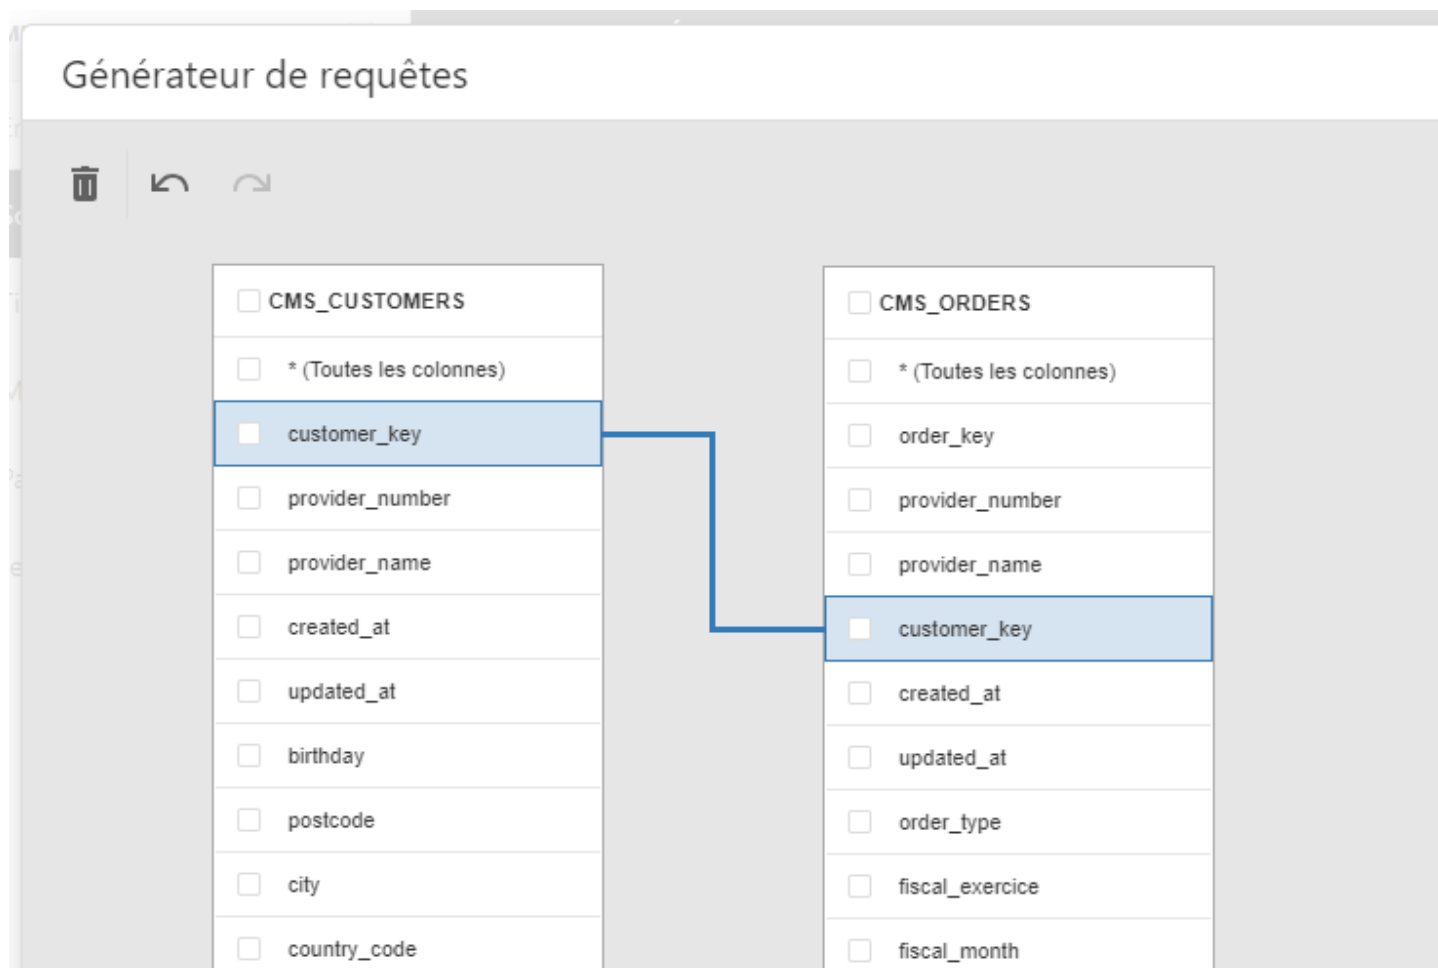 Générateur de requêtes
CMS_CUSTOMERS
* (Toutes les colonnes)
customer_key
provider_number
provider_name
created_at
updated_at
birthday
postcode
city
country_code
CMS_ORDERS
* (Toutes les colonnes)
order_key
provider_number
provider_name
customer_key
created_at
updated_at
order_type
fiscal_exercice
fiscal_month